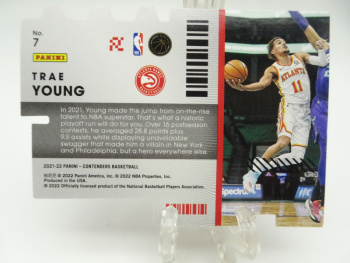 No.
7
PANINI
NBA
TRAE
YOUNG
In 2021, Young made the jump from on-the-rise
talent to NBA superstar. That's what a historic
playoff run will do for you. Over 16 postseason
contests, he averaged 28.8 points plus
9.5 assists while displaying unavoidable
swagger that made him a villain in New York
and Philadelphia, but a hero everywhere else.
2021-22 PANINI – CONTENDERS BASKETBALL
© 2022 Panini America, Inc. © 2022 NBA Properties, Inc.
Produced in the USA.
© 2022 Officially licensed product of the National Basketball Players Association.
ATLANTA
11
Spectru